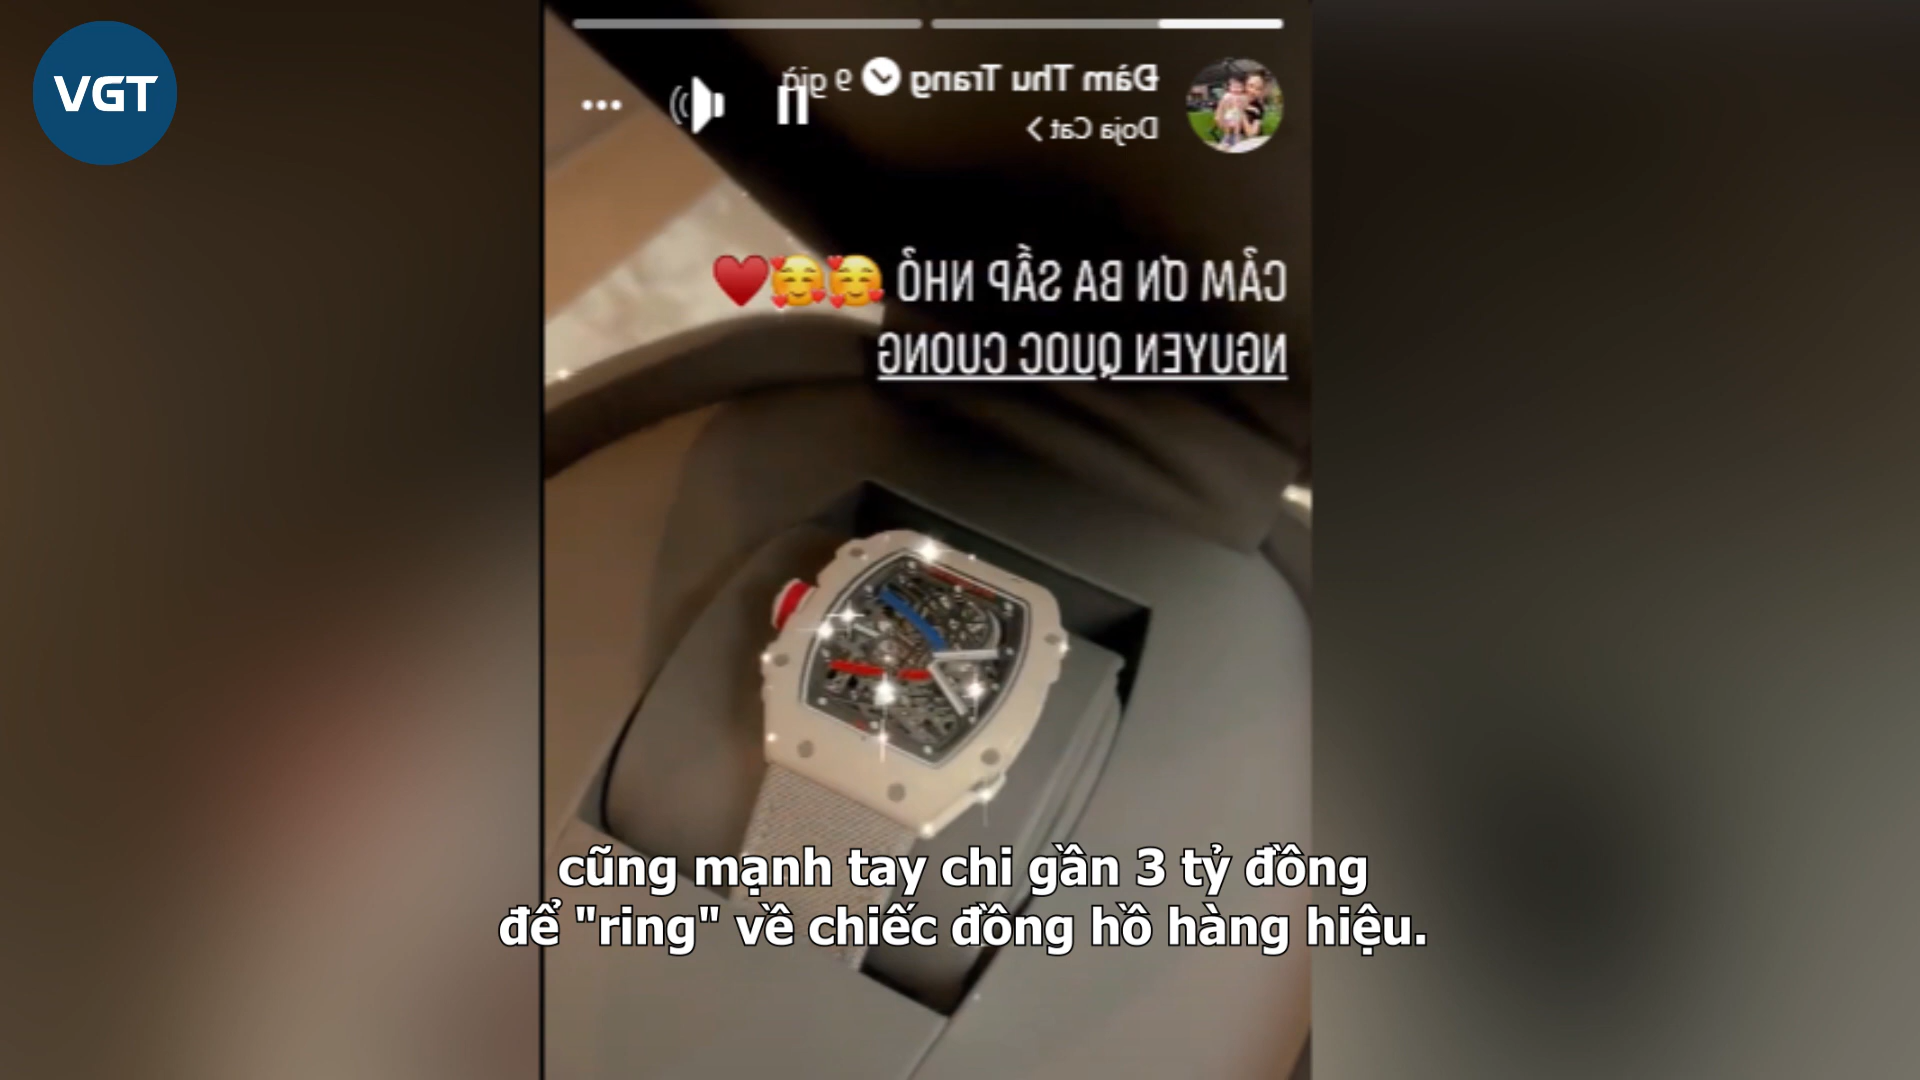 VGT
Đàm Thu Trang 9 giờ
Doja Cat >
CẢM ƠN BA SẤP NHỎ 🥰🥰❤️
NGUYEN QUOC CUONG
cũng mạnh tay chi gần 3 tỷ đồng
để "ring" về chiếc đồng hồ hàng hiệu.